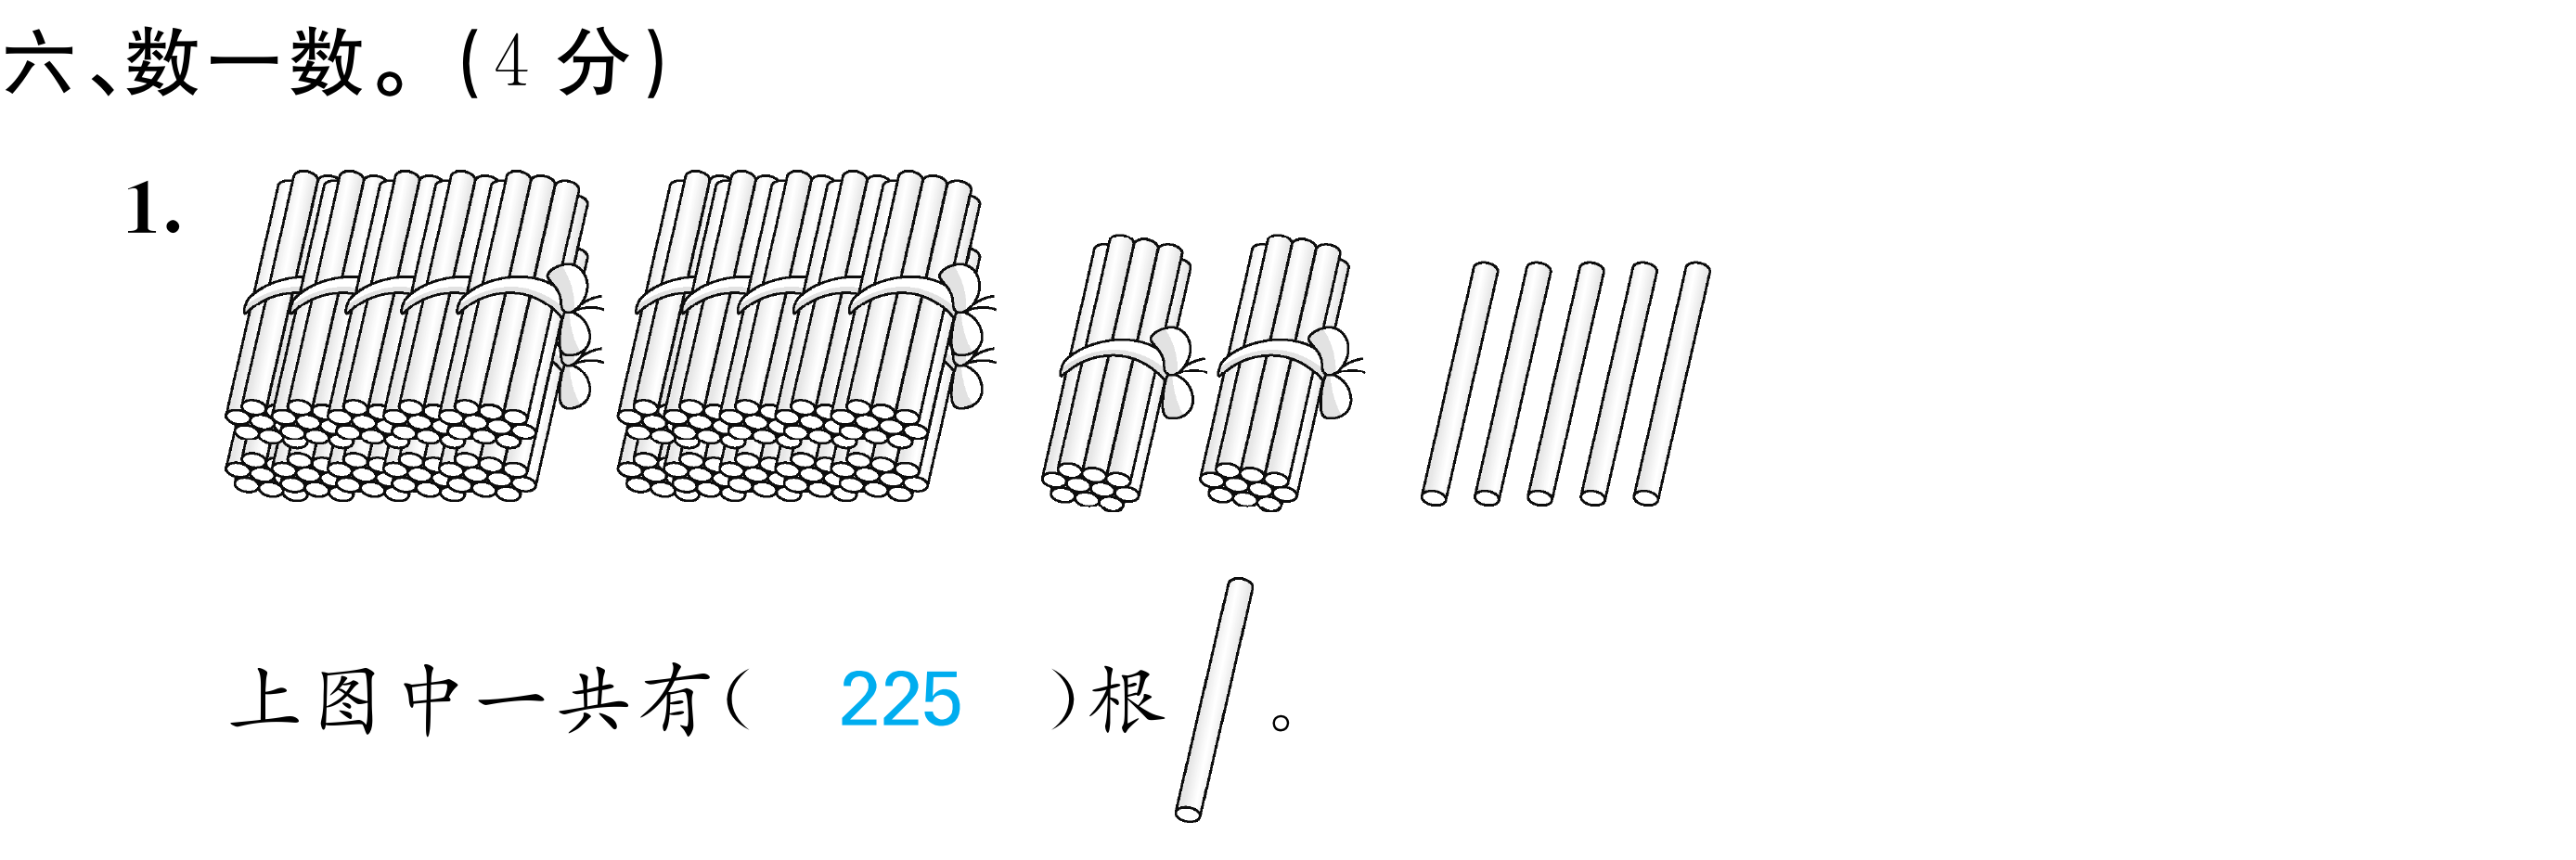 六、数一数。(4 分)
1.
上图中一共有( 225 )根 。